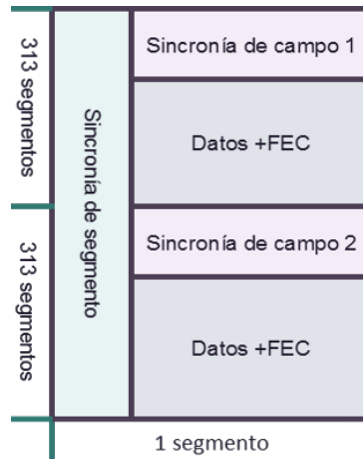 313 segmentos
Sincronía de segmento
Sincronía de campo 1
Datos +FEC
313 segmentos
Sincronía de campo 2
Datos +FEC
1 segmento